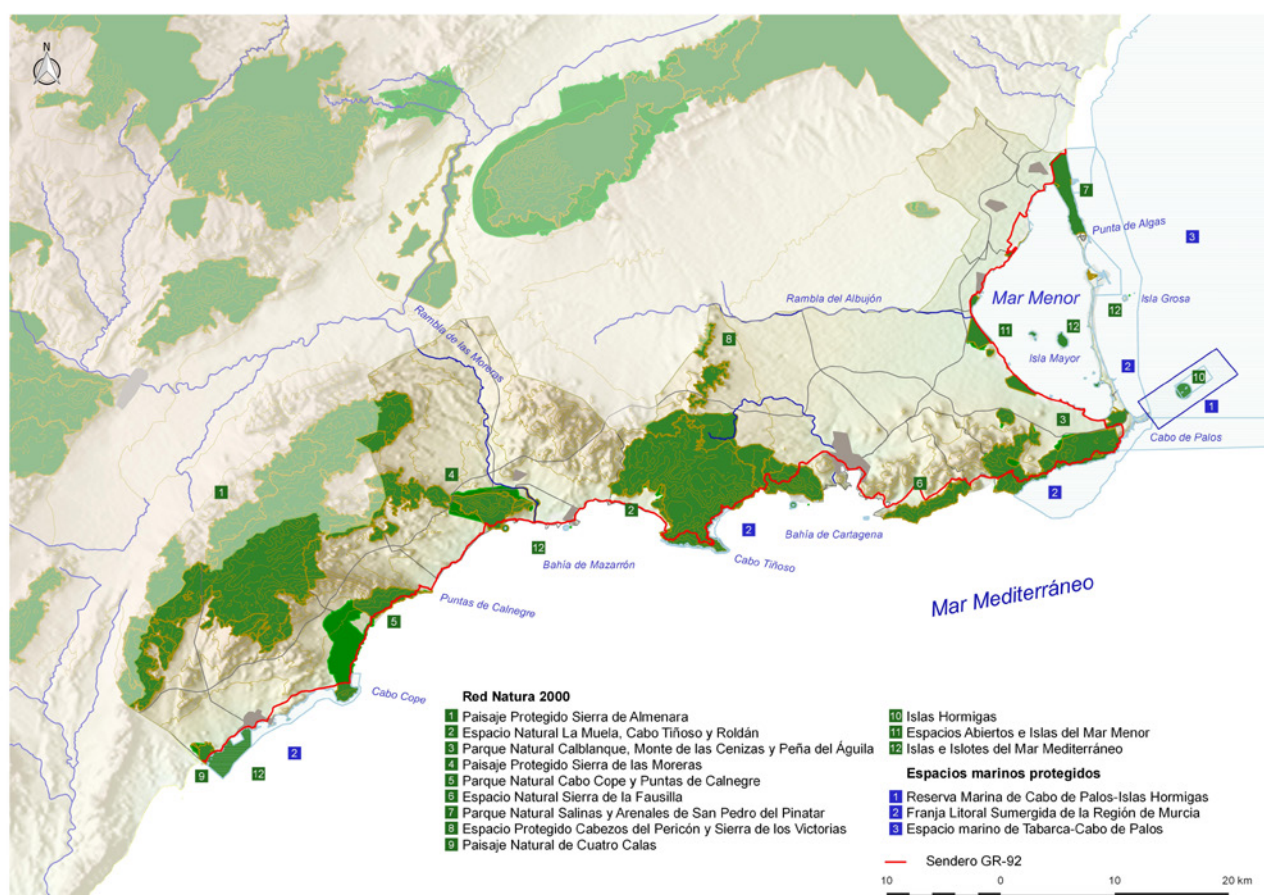 N
7
Punta de Algas
3
Mar Menor
Isla Grosa
12
Rambla del Albujón
Rambla de las Moreras
8
11
12
Isla Mayor
2
10
1
3
Cabo de Palos
4
1
6
2
2
2
Bahía de Cartagena
12
Bahía de Mazarrón
Cabo Tiñoso
Mar Mediterráneo
Puntas de Calnegre
5
Cabo Cope
2
9
12
Red Natura 2000
1 Paisaje Protegido Sierra de Almenara
2 Espacio Natural La Muela, Cabo Tiñoso y Roldán
3 Parque Natural Calblanque, Monte de las Cenizas y Peña del Águila
4 Paisaje Protegido Sierra de las Moreras
5 Parque Natural Cabo Cope y Puntas de Calnegre
6 Espacio Natural Sierra de la Fausilla
7 Parque Natural Salinas y Arenales de San Pedro del Pinatar
8 Espacio Protegido Cabezos del Pericón y Sierra de los Victorias
9 Paisaje Natural de Cuatro Calas
10 Islas Hormigas
11 Espacios Abiertos e Islas del Mar Menor
12 Islas e Islotes del Mar Mediterráneo
Espacios marinos protegidos
1 Reserva Marina de Cabo de Palos-Islas Hormigas
2 Franja Litoral Sumergida de la Región de Murcia
3 Espacio marino de Tabarca-Cabo de Palos
Sendero GR-92
10 0 10 20 km